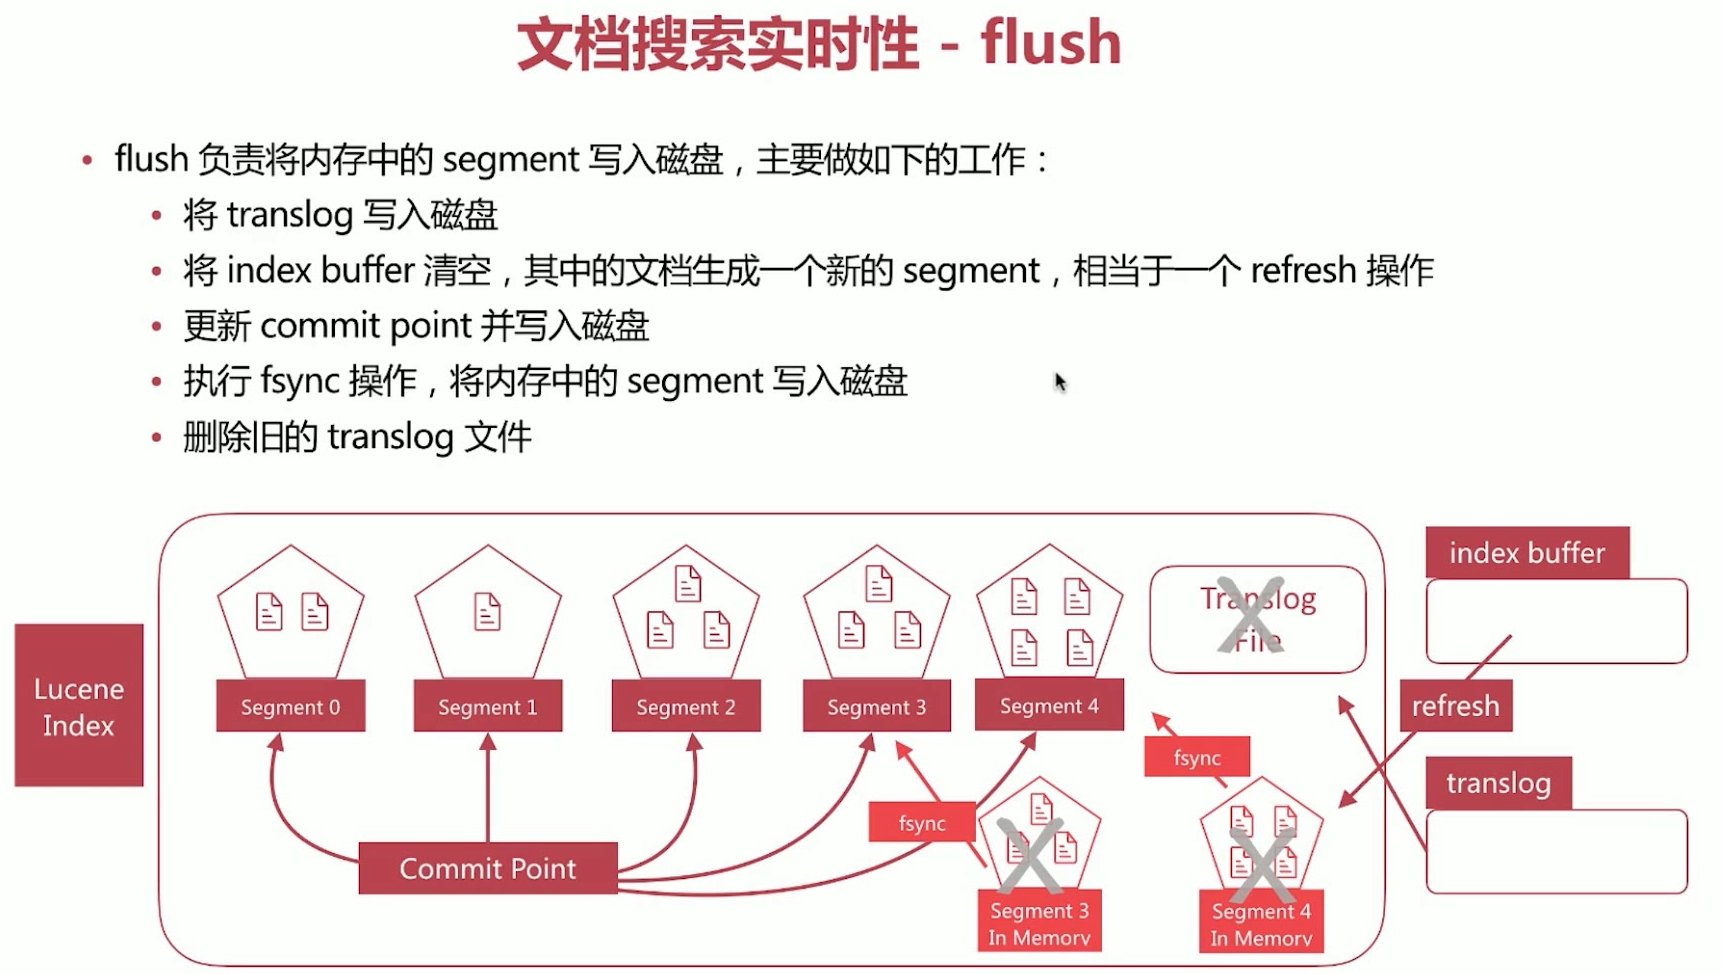 文档搜索实时性 - flush
flush 负责将内存中的 segment 写入磁盘，主要做如下的工作：
将 translog 写入磁盘
将 index buffer 清空，其中的文档生成一个新的 segment，相当于一个 refresh 操作
更新 commit point 并写入磁盘
执行 fsync 操作，将内存中的 segment 写入磁盘
删除旧的 translog 文件
Lucene
Index
Segment 0
Segment 1
Segment 2
Segment 3
Segment 4
Translog
File
index buffer
refresh
translog
fsync
fsync
Commit Point
Segment 3
In Memory
Segment 4
In Memory